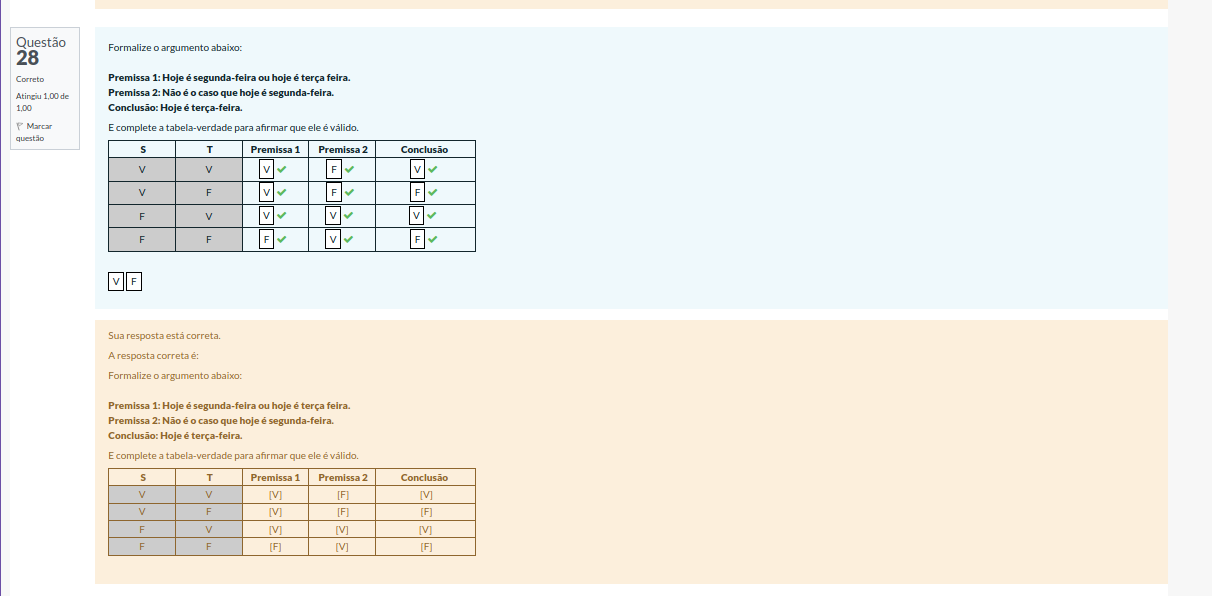 Questão
28
Correto
Atingiu 1,00 de
1,00
Marcar
questão
Formalize o argumento abaixo:
Premissa 1: Hoje é segunda-feira ou hoje é terça feira.
Premissa 2: Não é o caso que hoje é segunda-feira.
Conclusão: Hoje é terça-feira.
E complete a tabela-verdade para afirmar que ele é válido.
S T Premissa 1 Premissa 2 Conclusão
V V V F V
V F V F F
F V V V V
F F F V F
V F
Sua resposta está correta.
A resposta correta é:
Formalize o argumento abaixo:
Premissa 1: Hoje é segunda-feira ou hoje é terça feira.
Premissa 2: Não é o caso que hoje é segunda-feira.
Conclusão: Hoje é terça-feira.
E complete a tabela-verdade para afirmar que ele é válido.
S T Premissa 1 Premissa 2 Conclusão
V V [V] [F] [V]
V F [V] [F] [F]
F V [V] [V] [V]
F F [F] [V] [F]